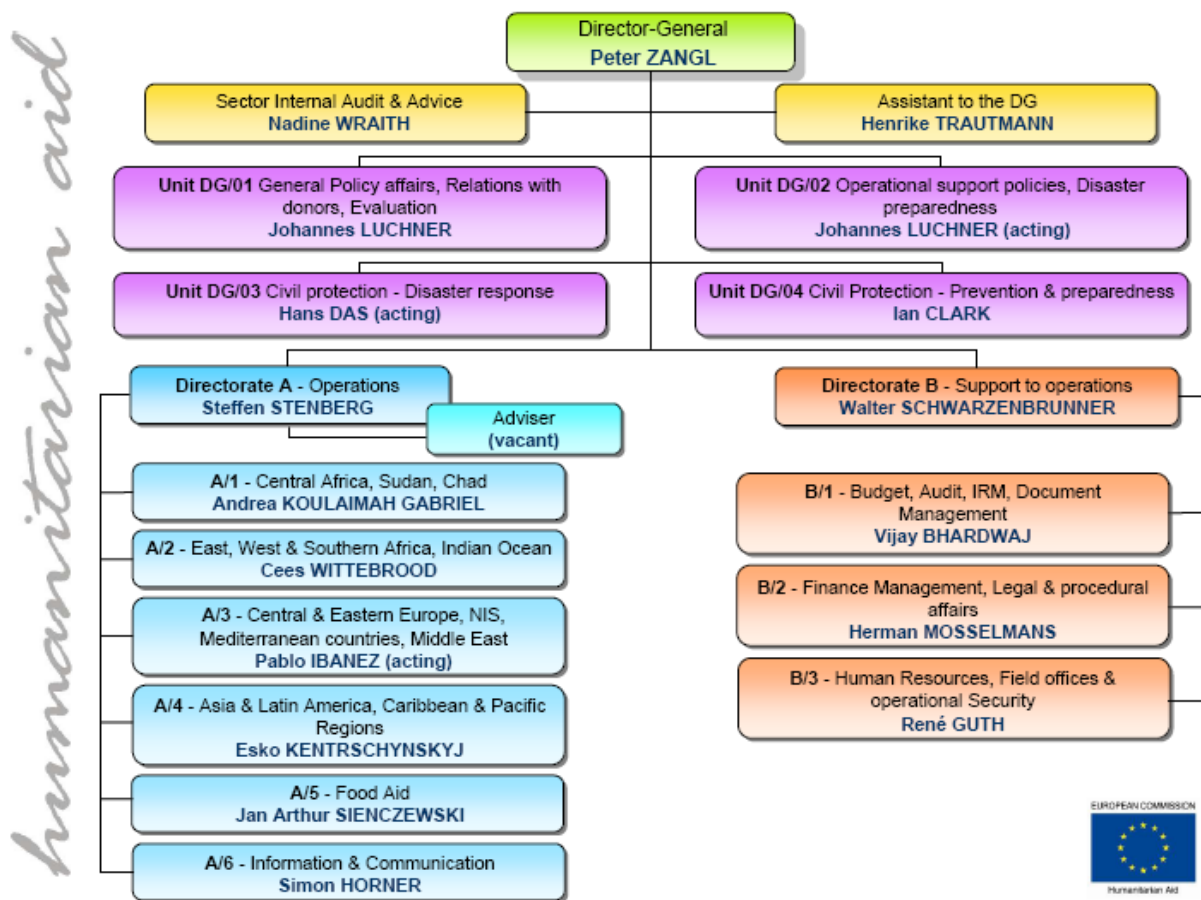 humanitarian aid
Director-General
Peter ZANGL
Sector Internal Audit & Advice
Nadine WRAITH
Assistant to the DG
Henrike TRAUTMANN
Unit DG/01 General Policy affairs, Relations with
donors, Evaluation
Johannes LUCHNER
Unit DG/02 Operational support policies, Disaster
preparedness
Johannes LUCHNER (acting)
Unit DG/03 Civil protection - Disaster response
Hans DAS (acting)
Unit DG/04 Civil Protection - Prevention & preparedness
Ian CLARK
Directorate A - Operations
Steffen STENBERG
Adviser
(vacant)
Directorate B - Support to operations
Walter SCHWARZENBRUNNER
A/1 - Central Africa, Sudan, Chad
Andrea KOULAIMAH GABRIEL
A/2 - East, West & Southern Africa, Indian Ocean
Cees WITTEBROOD
A/3 - Central & Eastern Europe, NIS,
Mediterranean countries, Middle East
Pablo IBANEZ (acting)
A/4 - Asia & Latin America, Caribbean & Pacific
Regions
Esko KENTRSCHYNSKYJ
A/5 - Food Aid
Jan Arthur SIENCZEWSKI
A/6 - Information & Communication
Simon HORNER
B/1 - Budget, Audit, IRM, Document
Management
Vijay BHARDWAJ
B/2 - Finance Management, Legal & procedural
affairs
Herman MOSSELMANS
B/3 - Human Resources, Field offices &
operational Security
René GUTH
EUROPEAN COMMISSION
Humanitarian Aid